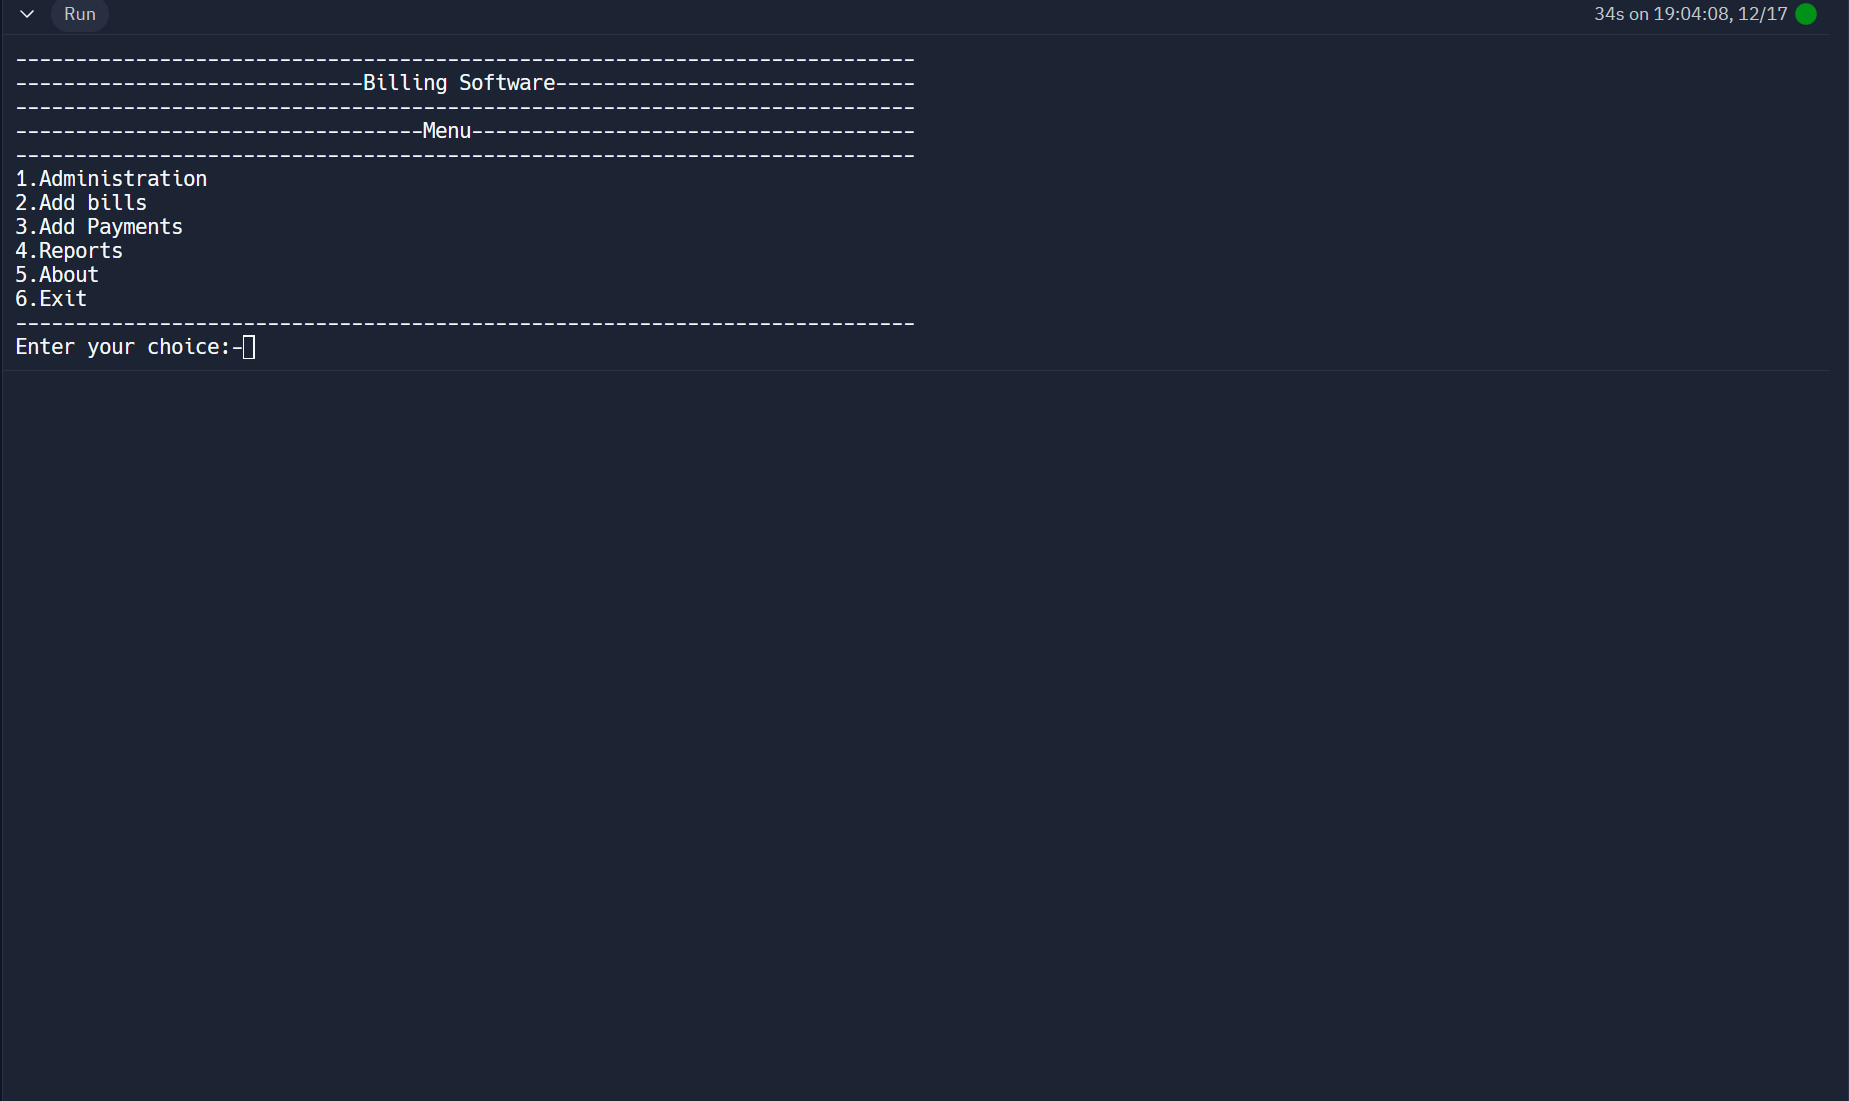 Run
34s on 19:04:08, 12/17
---------------------------------------------------------------------------
-----------------------------Billing Software------------------------------
---------------------------------------------------------------------------
----------------------------------Menu-------------------------------------
---------------------------------------------------------------------------
1.Administration
2.Add bills
3.Add Payments
4.Reports
5.About
6.Exit
---------------------------------------------------------------------------
Enter your choice:-